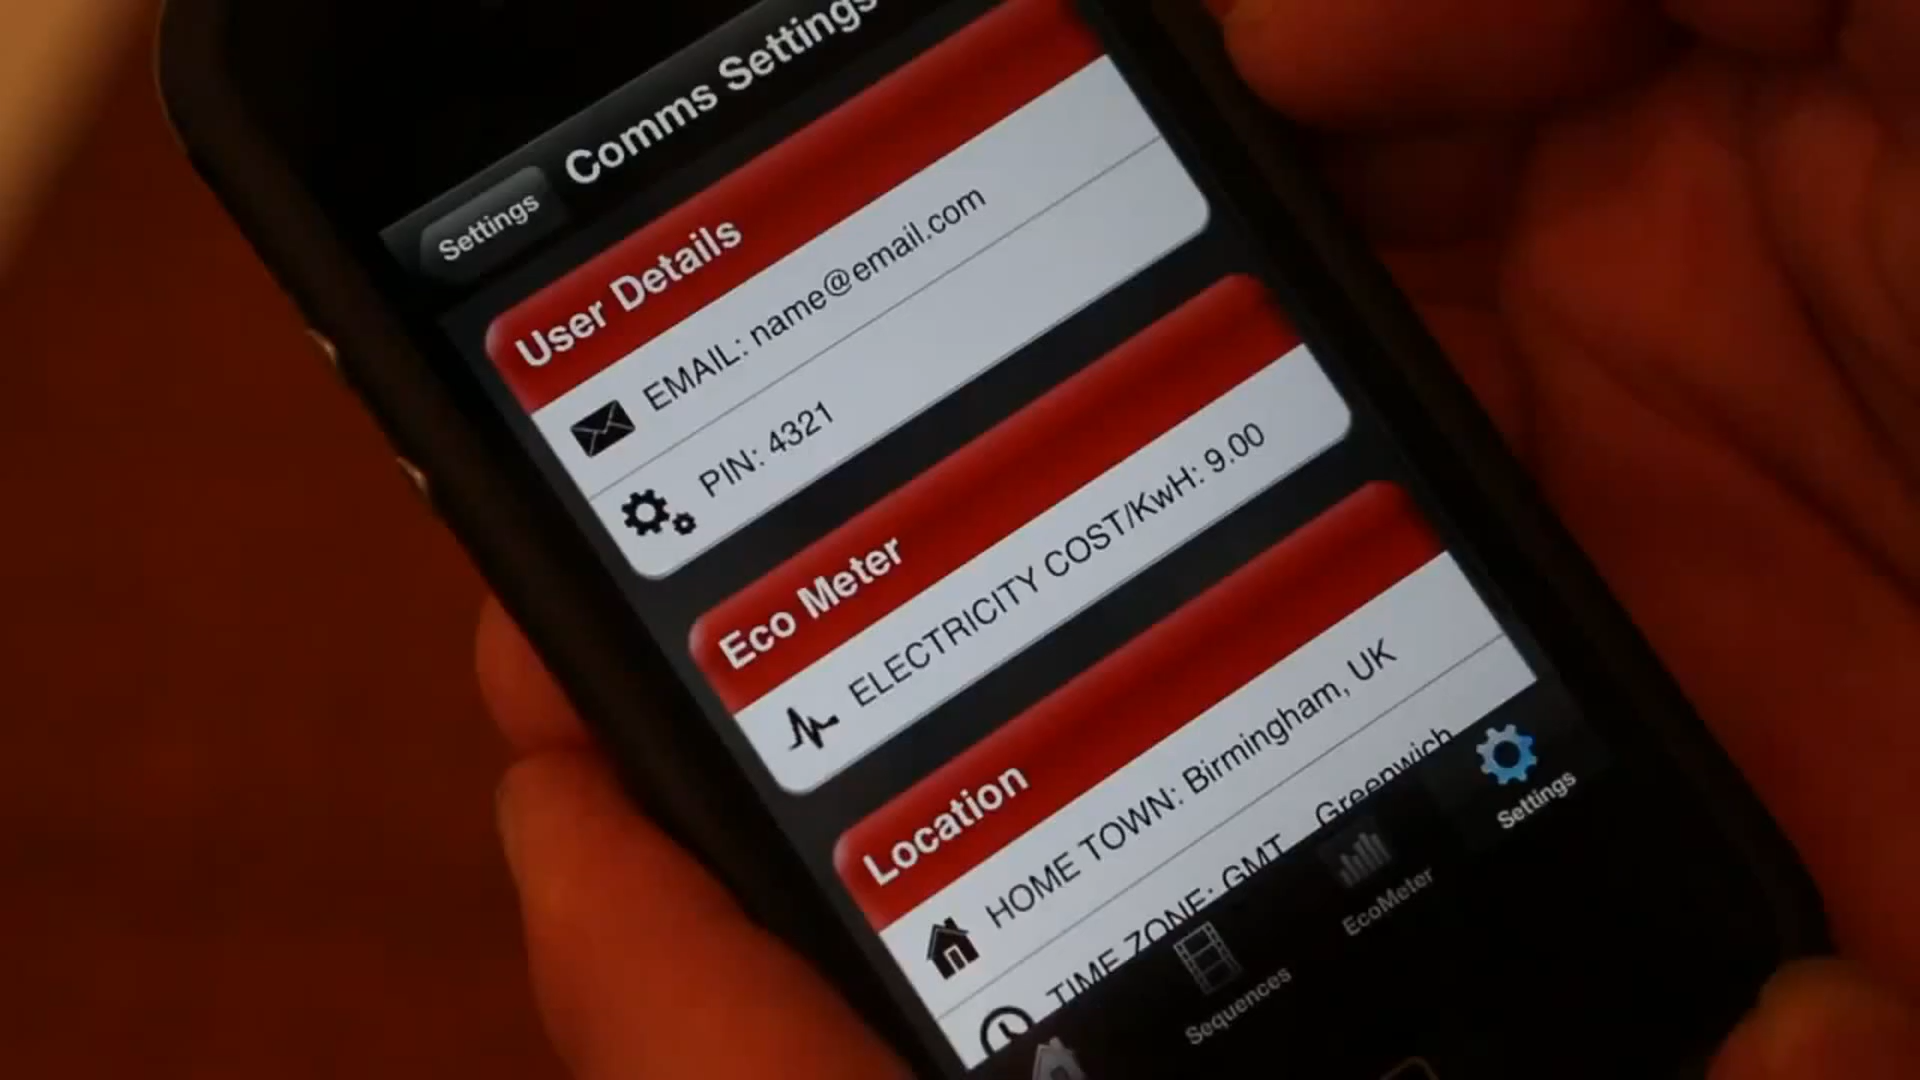 Comms Settings
Settings
User Details
EMAIL: name@email.com
PIN: 4321
Eco Meter
ELECTRICITY COST/KwH: 9.00
Location
HOME TOWN: Birmingham, UK
TIME ZONE: GMT Greenwich
Sequences
EcoMeter
Settings